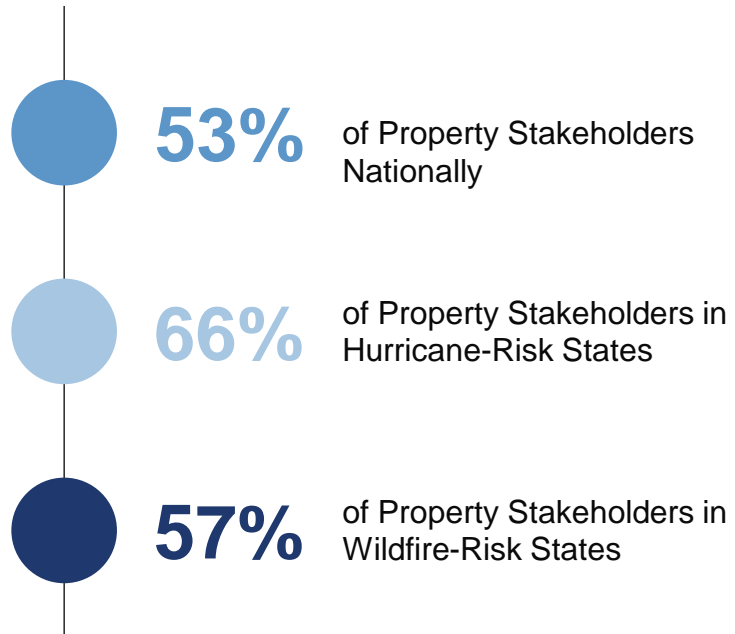 53%
of Property Stakeholders
Nationally
66%
of Property Stakeholders in
Hurricane-Risk States
57%
of Property Stakeholders in
Wildfire-Risk States